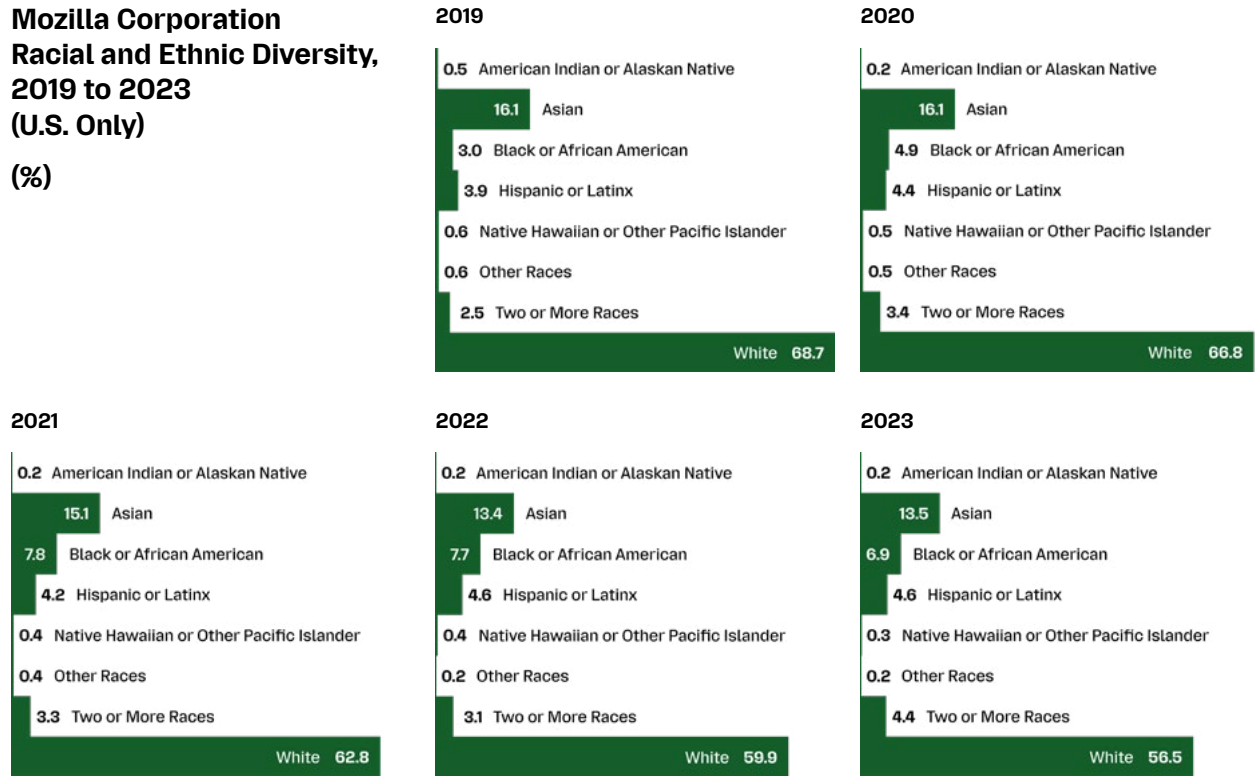 Mozilla Corporation
Racial and Ethnic Diversity,
2019 to 2023
(U.S. Only)
(%)
2019
0.5 American Indian or Alaskan Native
16.1 Asian
3.0 Black or African American
3.9 Hispanic or Latinx
0.6 Native Hawaiian or Other Pacific Islander
0.6 Other Races
2.5 Two or More Races
White 68.7
2020
0.2 American Indian or Alaskan Native
16.1 Asian
4.9 Black or African American
4.4 Hispanic or Latinx
0.5 Native Hawaiian or Other Pacific Islander
0.5 Other Races
3.4 Two or More Races
White 66.8
2021
0.2 American Indian or Alaskan Native
15.1 Asian
7.8 Black or African American
4.2 Hispanic or Latinx
0.4 Native Hawaiian or Other Pacific Islander
0.4 Other Races
3.3 Two or More Races
White 62.8
2022
0.2 American Indian or Alaskan Native
13.4 Asian
7.7 Black or African American
4.6 Hispanic or Latinx
0.4 Native Hawaiian or Other Pacific Islander
0.2 Other Races
3.1 Two or More Races
White 59.9
2023
0.2 American Indian or Alaskan Native
13.5 Asian
6.9 Black or African American
4.6 Hispanic or Latinx
0.3 Native Hawaiian or Other Pacific Islander
0.2 Other Races
4.4 Two or More Races
White 56.5